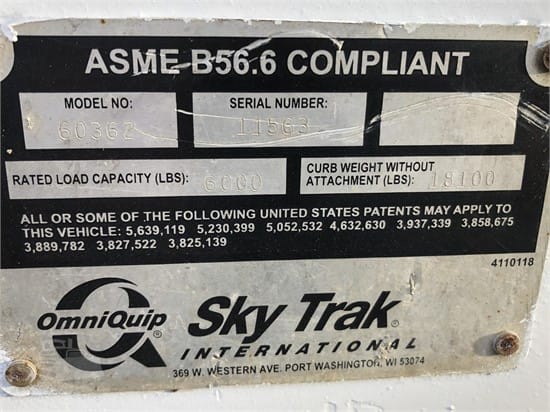 ASME B56.6 COMPLIANT
MODEL NO: SERIAL NUMBER:
6036Z 11563
RATED LOAD CAPACITY (LBS): 6000 CURB WEIGHT WITHOUT
ATTACHMENT (LBS): 18100
ALL OR SOME OF THE FOLLOWING UNITED STATES PATENTS MAY APPLY TO
THIS VEHICLE: 5,639,119 5,230,399 5,052,532 4,632,630 3,937,339 3,858,675
3,889,782 3,827,522 3,825,139
4110118
OmniQuip® Sky Trak®
INTERNATIONAL
369 W. WESTERN AVE. PORT WASHINGTON, WI 53074